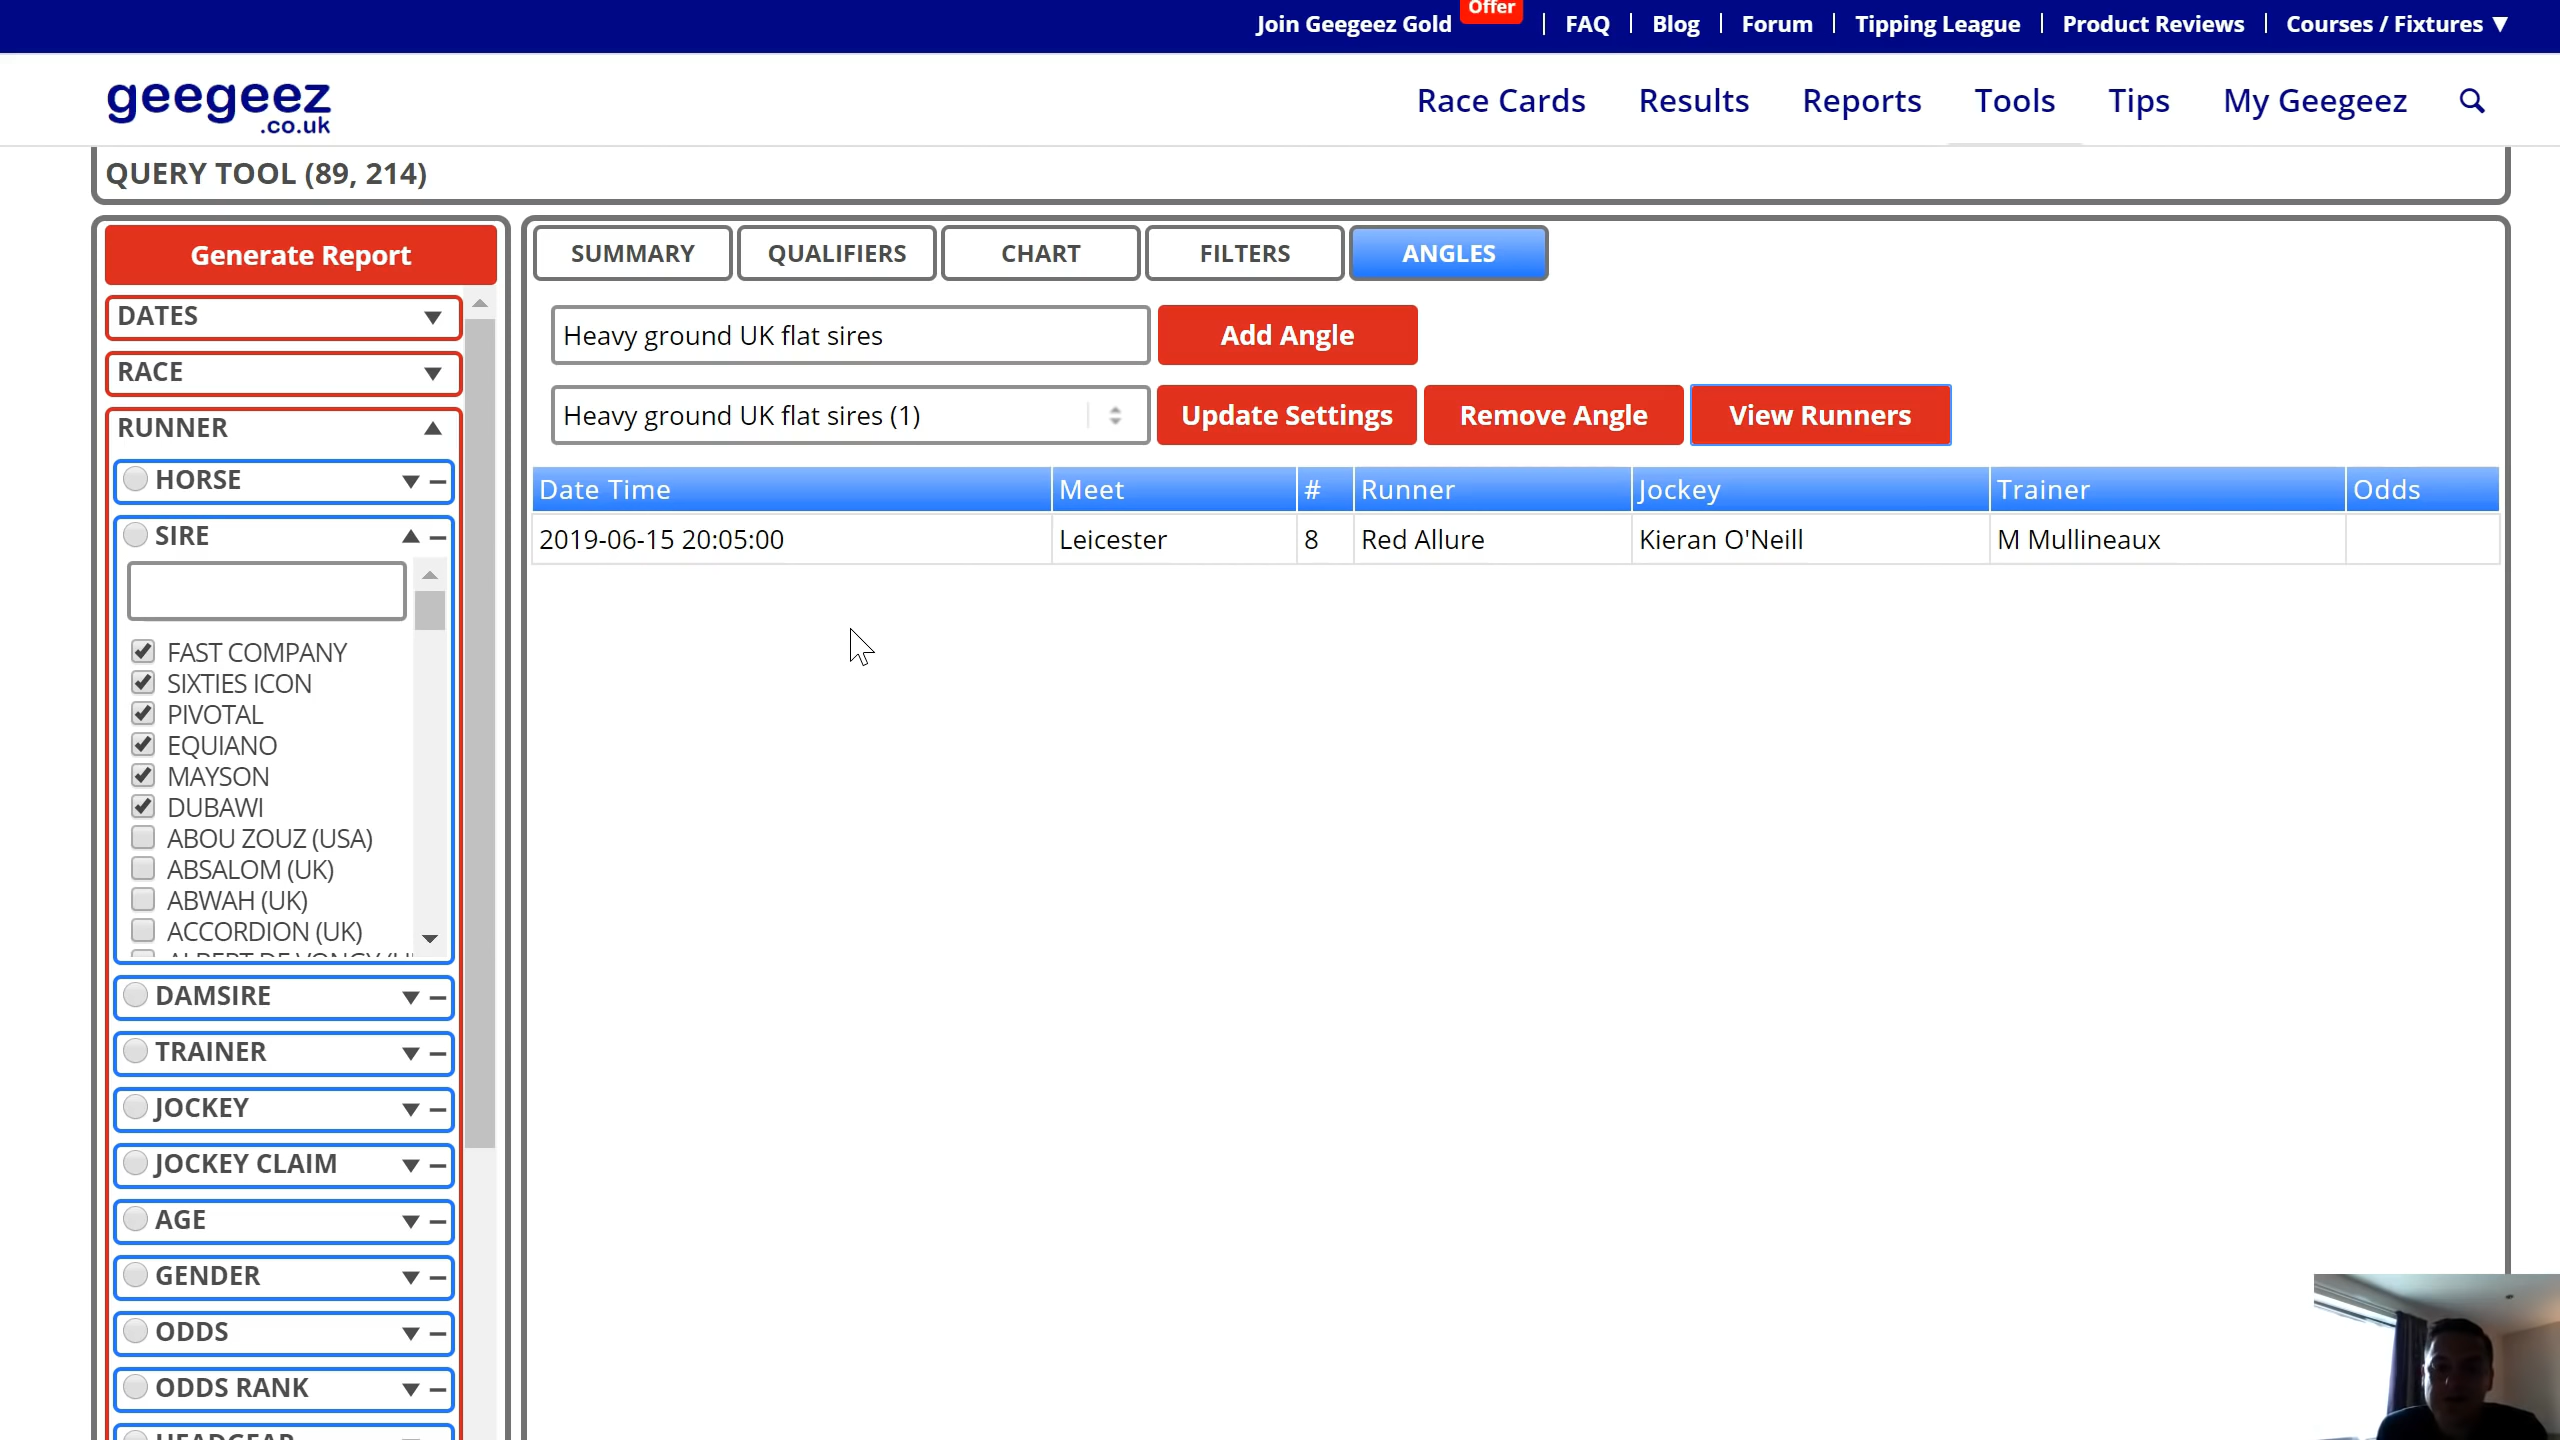 Join Geegeez Gold Offer | FAQ | Blog | Forum | Tipping League | Product Reviews | Courses / Fixtures ▼
geegeez
.co.uk
Race Cards Results Reports Tools Tips My Geegeez
QUERY TOOL (89, 214)
Generate Report
DATES
RACE
RUNNER
HORSE
SIRE
FAST COMPANY
SIXTIES ICON
PIVOTAL
EQUIANO
MAYSON
DUBAWI
ABOU ZOUZ (USA)
ABSALOM (UK)
ABWAH (UK)
ACCORDION (UK)
DAMSIRE
TRAINER
JOCKEY
JOCKEY CLAIM
AGE
GENDER
ODDS
ODDS RANK
HEADGEAR
SUMMARY QUALIFIERS CHART FILTERS ANGLES
Heavy ground UK flat sires Add Angle
Heavy ground UK flat sires (1) Update Settings Remove Angle View Runners
Date Time Meet # Runner Jockey Trainer Odds
2019-06-15 20:05:00 Leicester 8 Red Allure Kieran O'Neill M Mullineaux